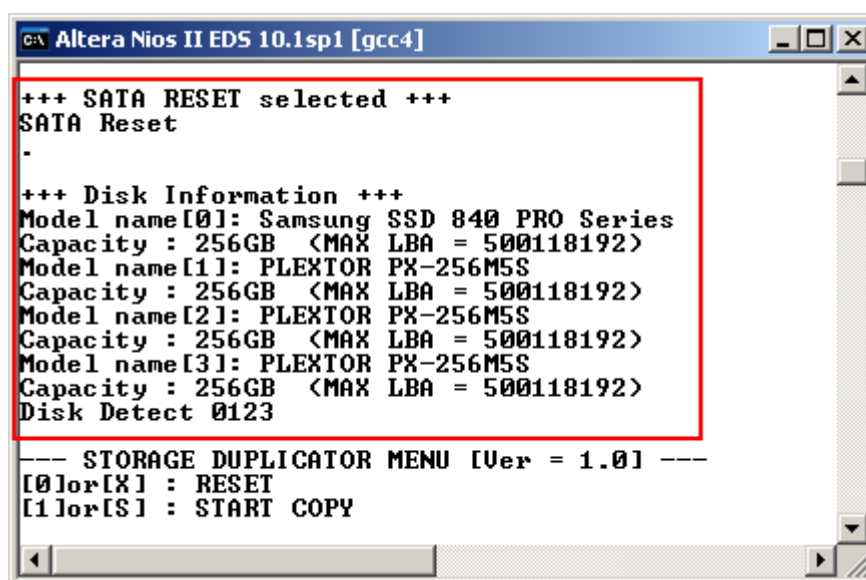 Altera Nios II EDS 10.1sp1 [gcc4]
+++ SATA RESET selected +++
SATA Reset
-
+++ Disk Information +++
Model name[0]: Samsung SSD 840 PRO Series
Capacity : 256GB  (MAX LBA = 500118192)
Model name[1]: PLEXTOR PX-256M5S
Capacity : 256GB  (MAX LBA = 500118192)
Model name[2]: PLEXTOR PX-256M5S
Capacity : 256GB  (MAX LBA = 500118192)
Model name[3]: PLEXTOR PX-256M5S
Capacity : 256GB  (MAX LBA = 500118192)
Disk Detect 0123
--- STORAGE DUPLICATOR MENU [Ver = 1.0] ---
[0]or[X] : RESET
[1]or[S] : START COPY